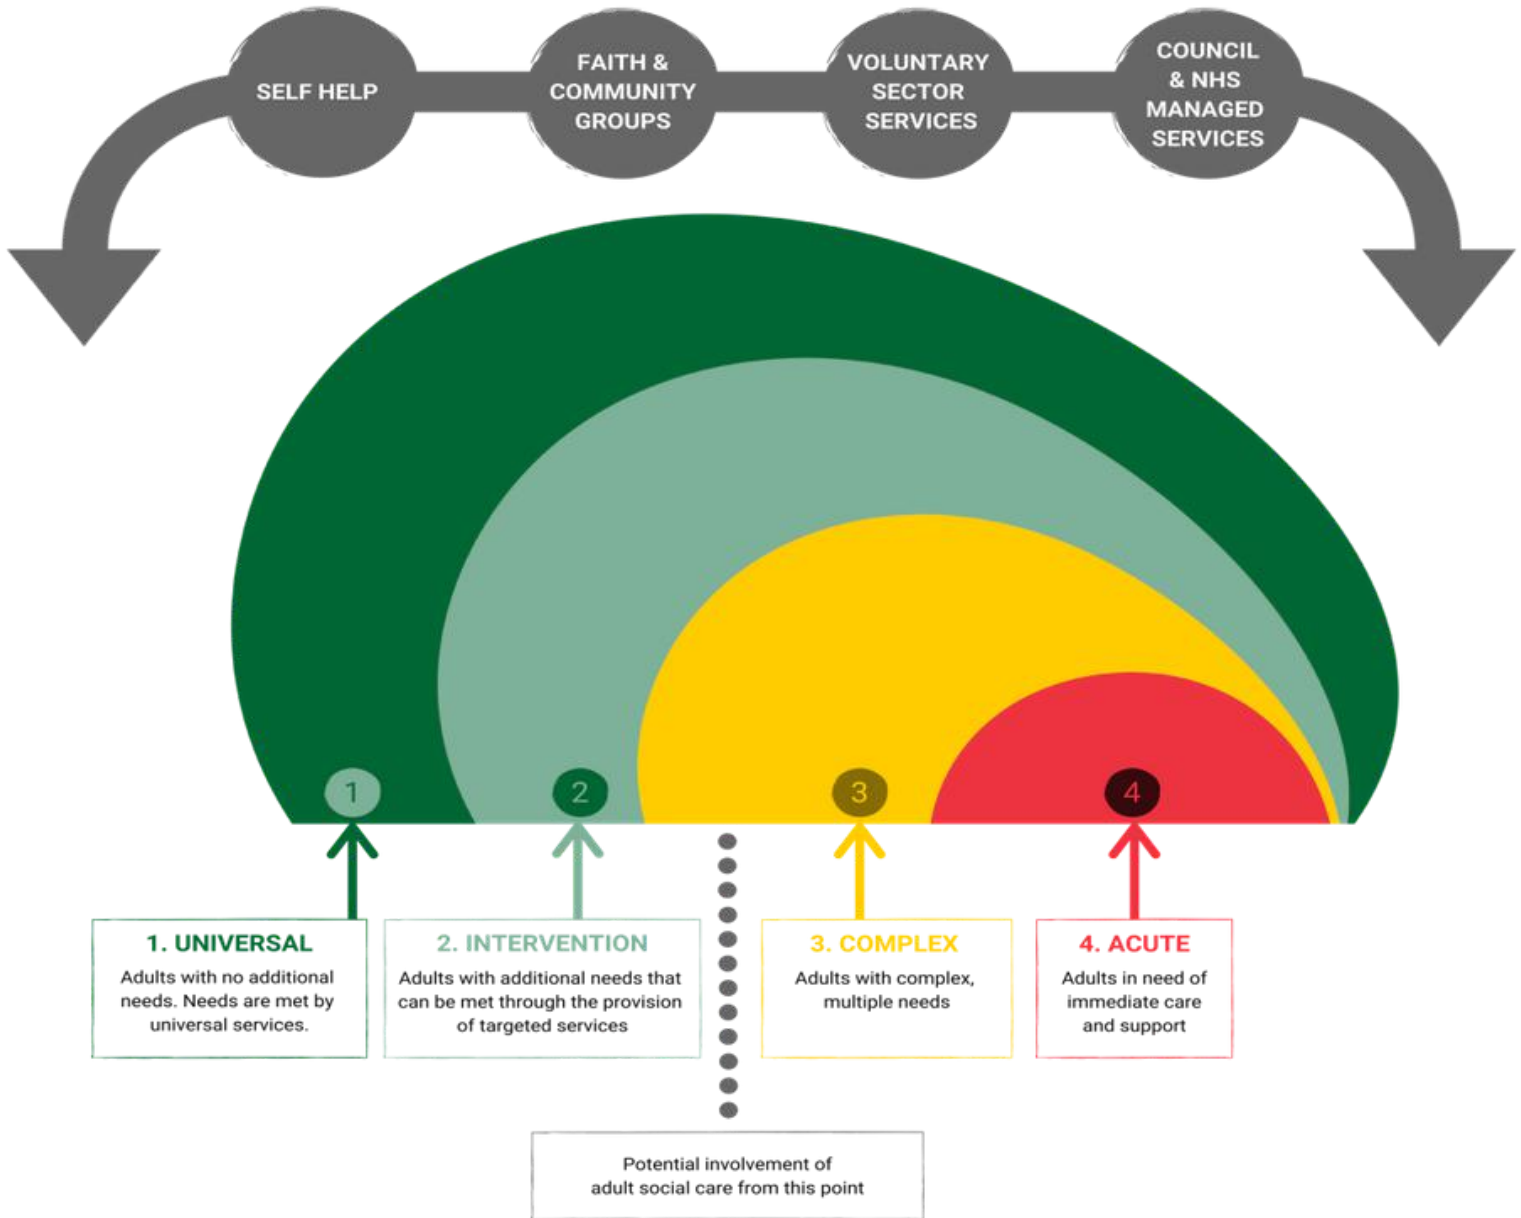 SELF HELP
FAITH &
COMMUNITY
GROUPS
VOLUNTARY
SECTOR
SERVICES
COUNCIL
& NHS
MANAGED
SERVICES
1
2
3
4
1. UNIVERSAL
Adults with no additional
needs. Needs are met by
universal services.
2. INTERVENTION
Adults with additional needs that
can be met through the provision
of targeted services
3. COMPLEX
Adults with complex,
multiple needs
4. ACUTE
Adults in need of
immediate care
and support
Potential involvement of
adult social care from this point